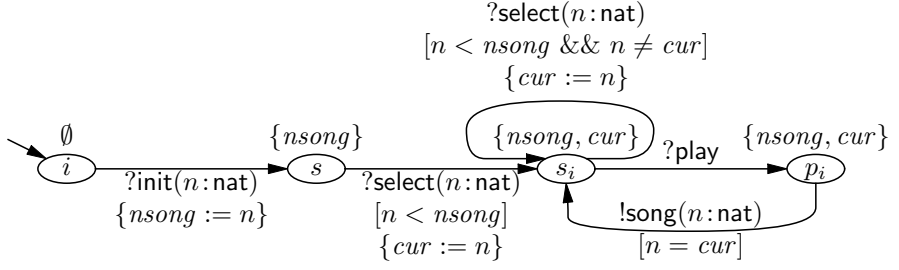 ?select(n : nat)
[n < nsong && n ≠ cur]
{cur := n}
∅
{nsong}
{nsong, cur}
{nsong, cur}
i
s
s_i
?play
p_i
?init(n : nat)
{nsong := n}
?select(n : nat)
[n < nsong]
{cur := n}
!song(n : nat)
[n = cur]